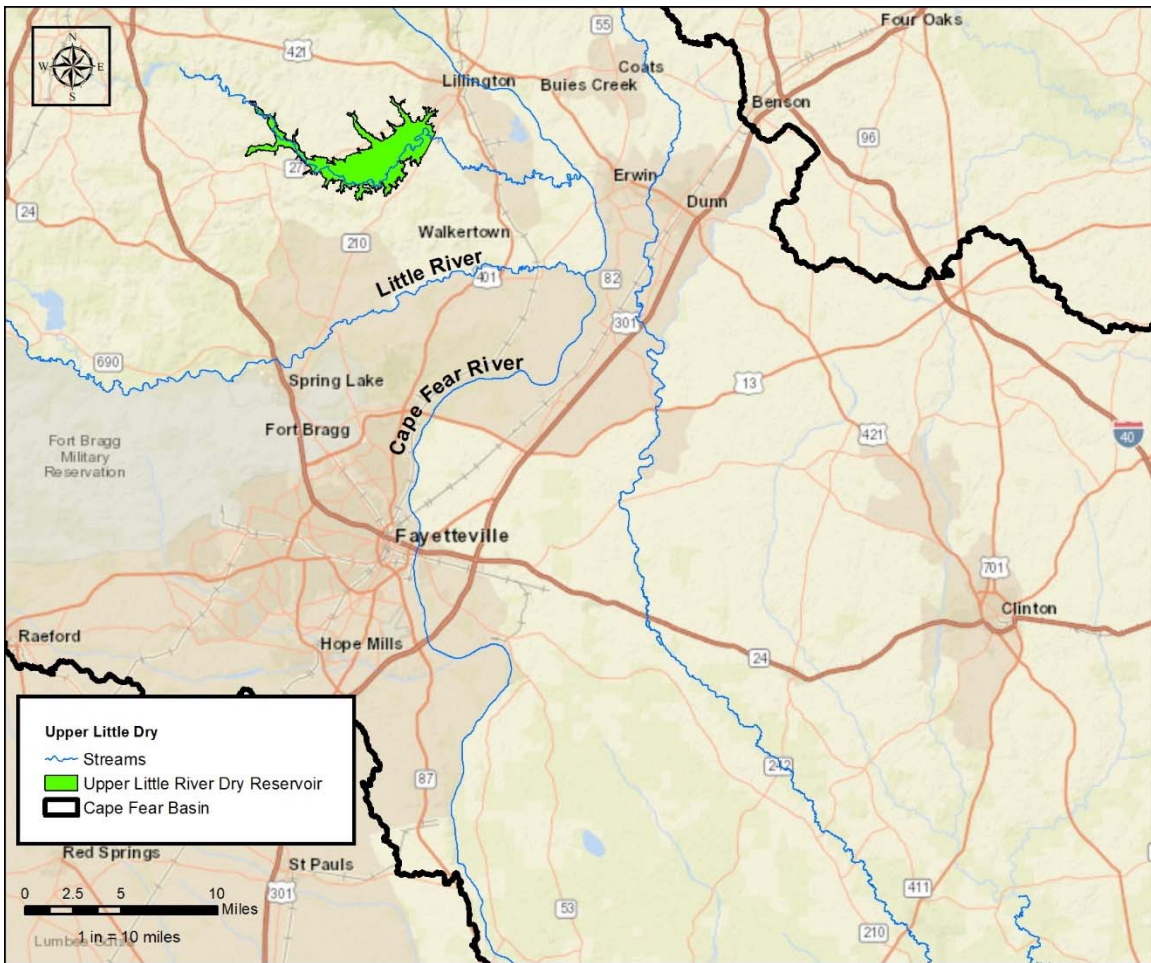 55
Four Oaks
421
N
W E
S
Coats
Lillington
Buies Creek
Benson
96
27
Erwin
Dunn
24
Walkertown
210
Little River
401
82
301
690
Spring Lake
Cape Fear River
13
Fort Bragg
421
40
Fort Bragg
Military
Reservation
Fayetteville
701
Clinton
Raeford
Hope Mills
24
Upper Little Dry
Streams
Upper Little River Dry Reservoir
Cape Fear Basin
87
242
Red Springs
St Pauls
301
411
53
210
0 2.5 5 10
Miles
1 in = 10 miles